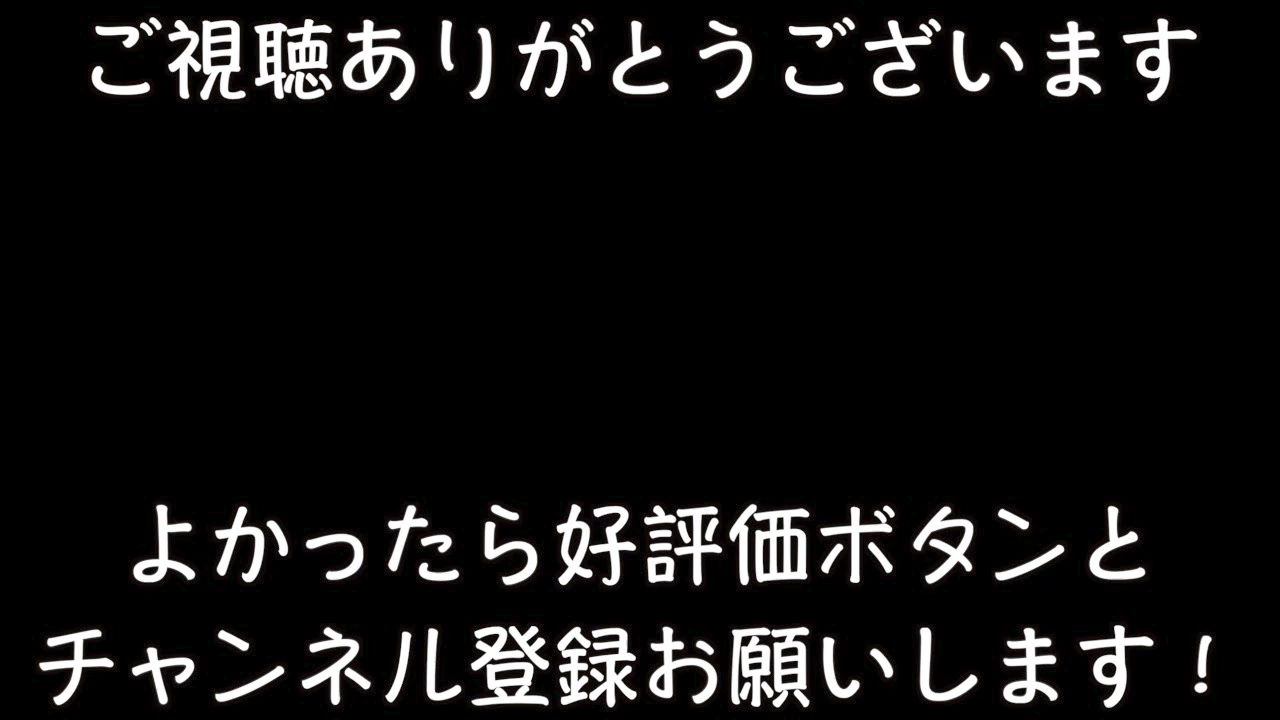 ご視聴ありがとうございます
よかったら好評価ボタンと
チャンネル登録お願いします！